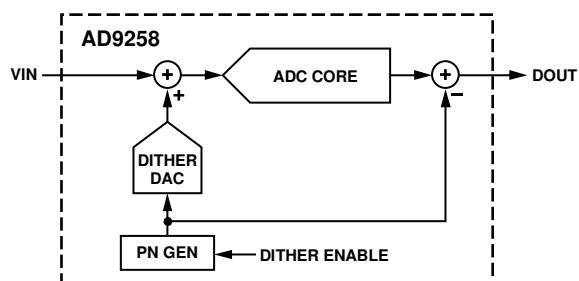 AD9258
VIN
+
+
ADC CORE
+
−
DOUT
DITHER
DAC
PN GEN
DITHER ENABLE